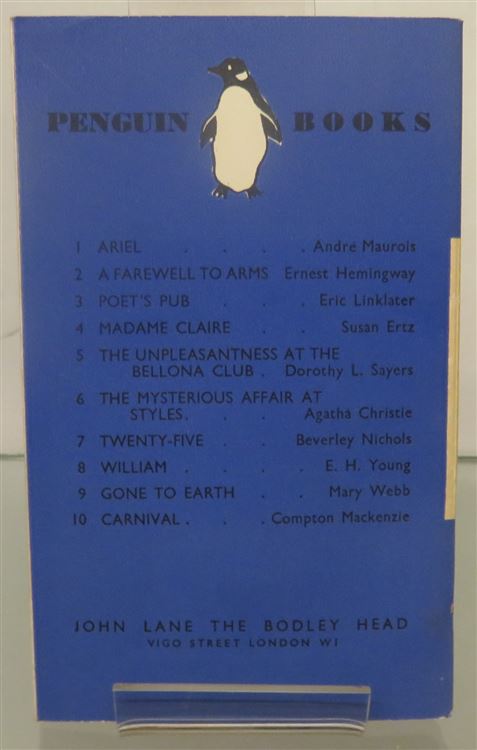 PENGUIN BOOKS
1 ARIEL . . . . André Maurois
2 A FAREWELL TO ARMS Ernest Hemingway
3 POET'S PUB . . . Eric Linklater
4 MADAME CLAIRE . . Susan Ertz
5 THE UNPLEASANTNESS AT THE
BELLONA CLUB . Dorothy L. Sayers
6 THE MYSTERIOUS AFFAIR AT
STYLES. . . . Agatha Christie
7 TWENTY-FIVE . . Beverley Nichols
8 WILLIAM . . . . E. H. Young
9 GONE TO EARTH . . Mary Webb
10 CARNIVAL . . . Compton Mackenzie
JOHN LANE THE BODLEY HEAD
VIGO STREET LONDON W1